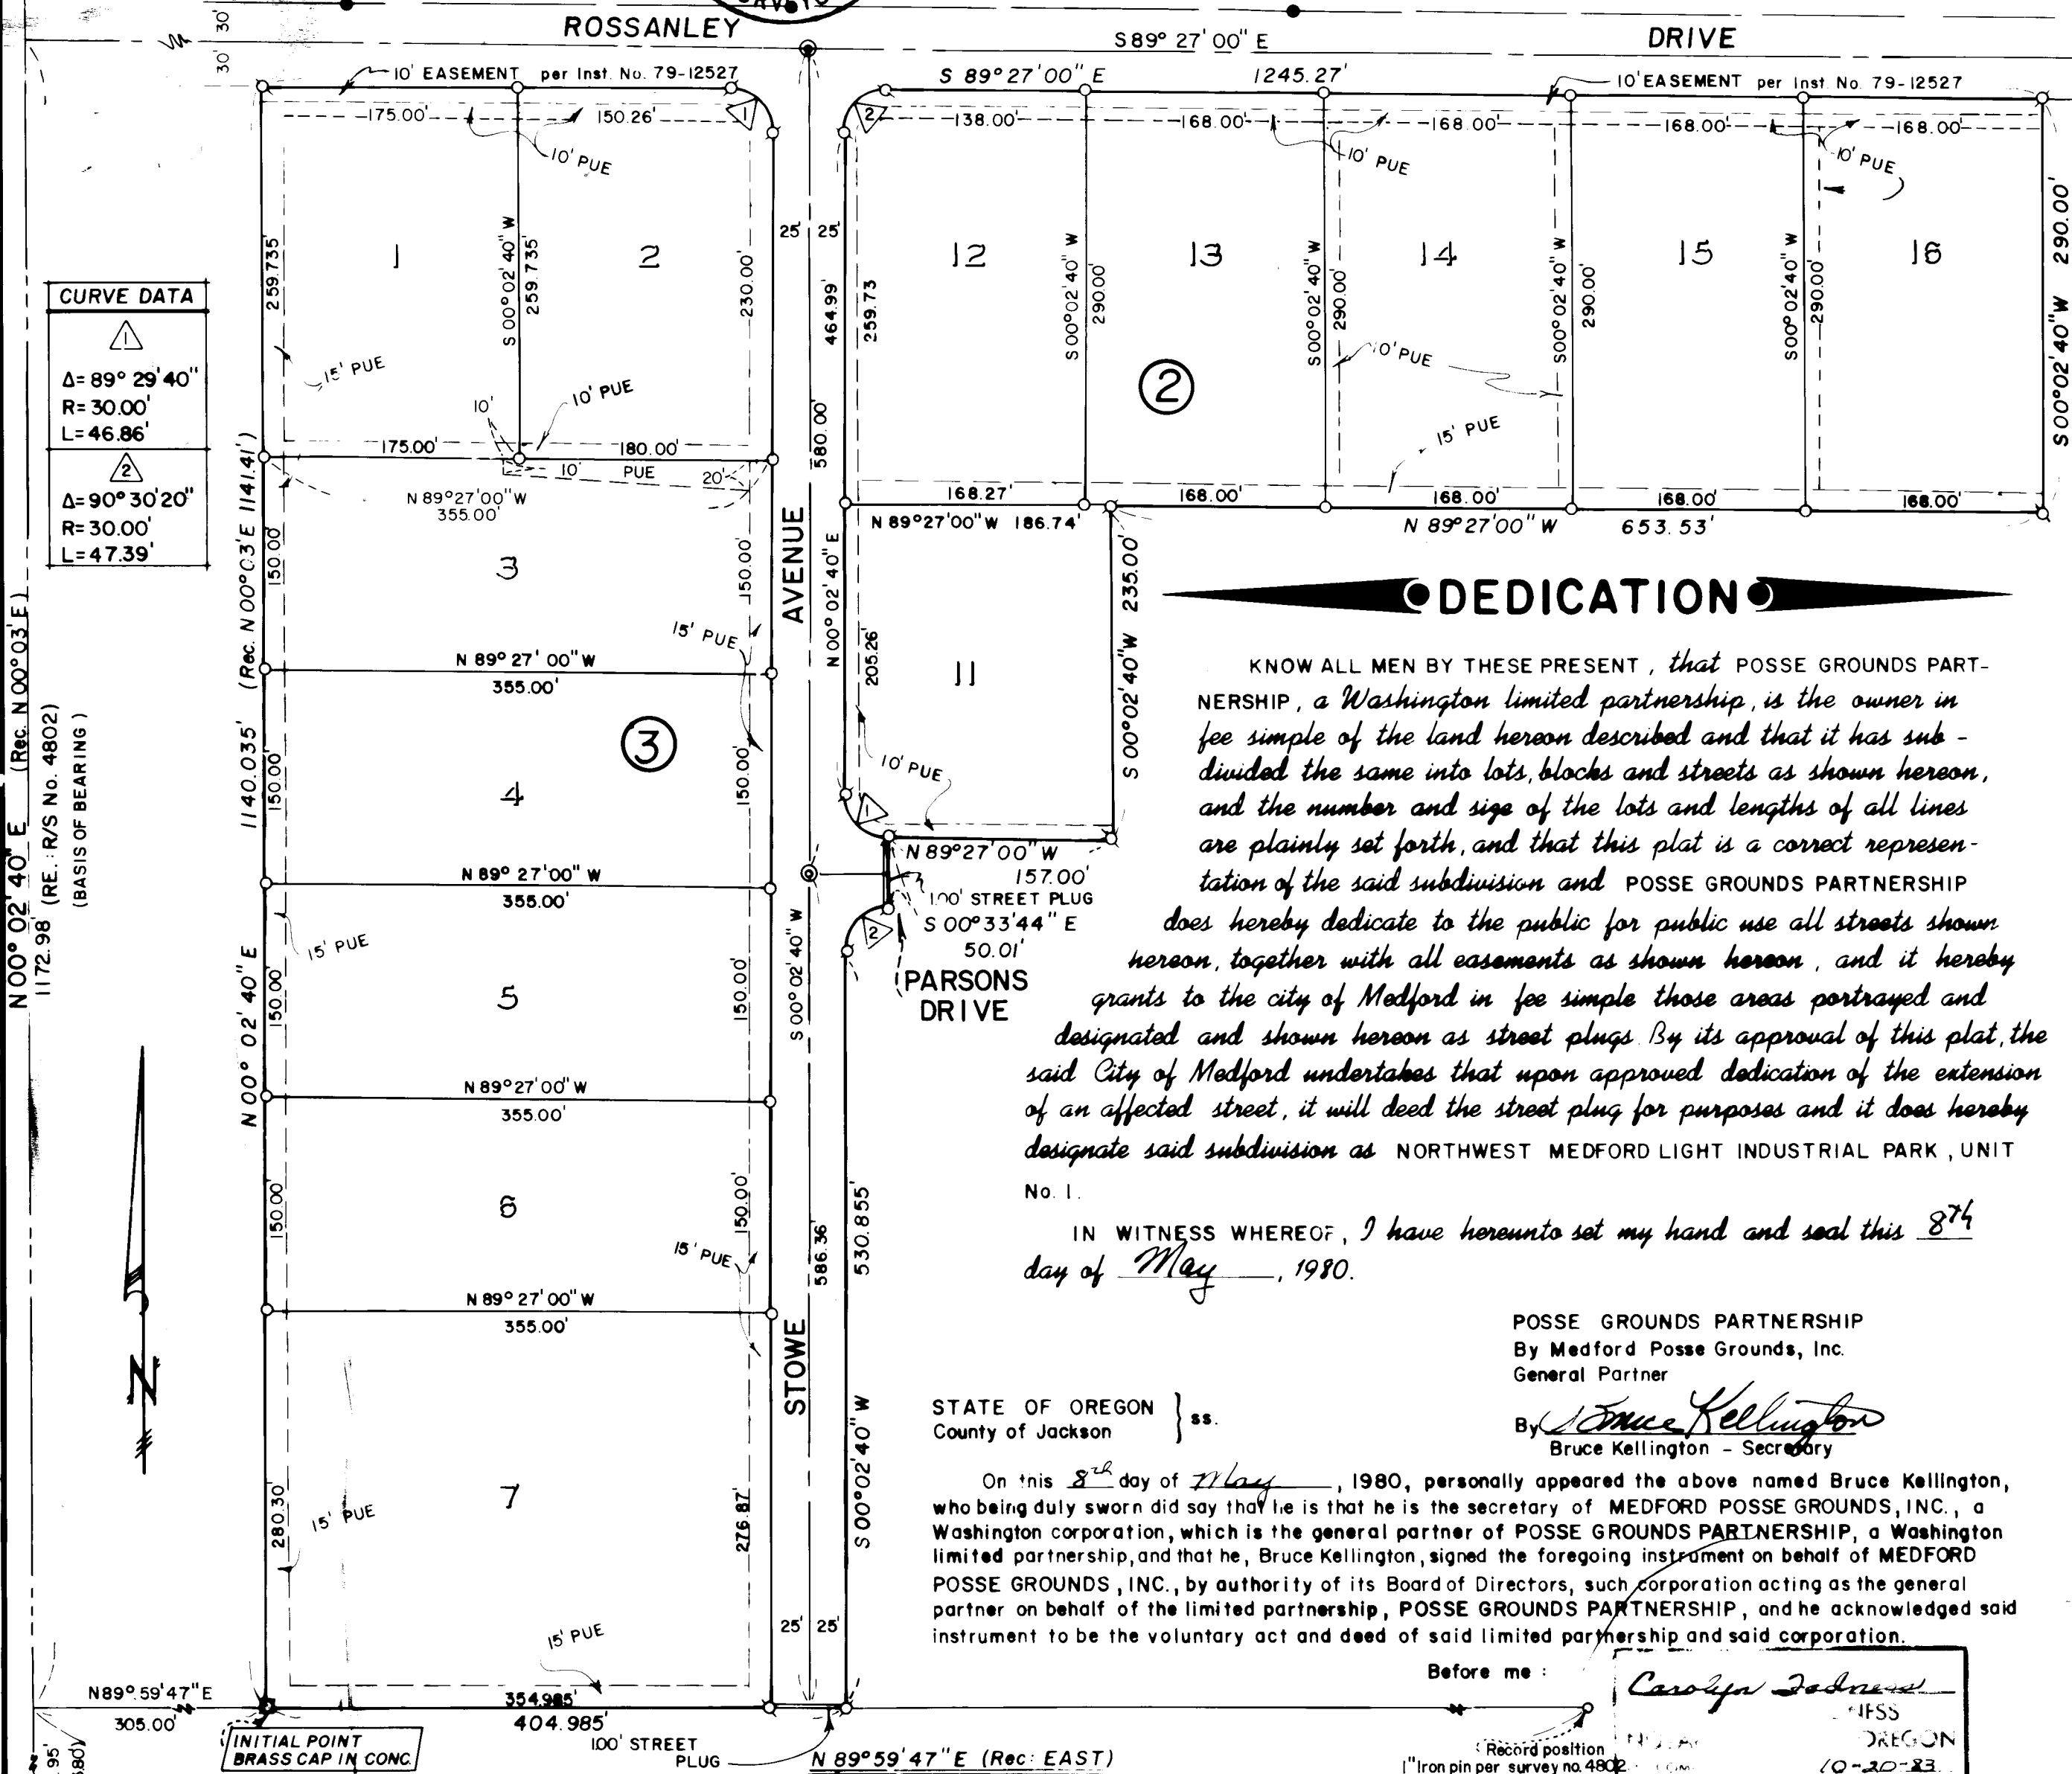 ROSSANLEY
DRIVE
S89° 27' 00" E
30' 30'
30'
10' EASEMENT per Inst. No. 79-12527
S 89°27'00" E 1245.27'
10' EASEMENT per Inst. No. 79-12527
175.00' 150.26' 1 2 138.00' 168.00' 168.00' 168.00' 168.00'
10' PUE
10' PUE
10' PUE
1 2 12 13 14 15 16
25' 25'
259.735'
S 00° 02' 40" W
259.735'
230.00'
464.99'
259.73
S00°02'40" W
290.00'
S00°02'40" W
290.00'
S00°02'40" W
290.00'
S00°02'40" W
290.00'
S00°02'40"W 290.00'
CURVE DATA
1
Δ= 89° 29'40"
R= 30.00'
L=46.86'
2
Δ=90°30'20"
R=30.00'
L=47.39'
15' PUE
10'
10' PUE
10' PUE
15' PUE
2
175.00' 180.00'
10' PUE 20'
N 89°27'00"W
355.00'
580.00'
168.27' 168.00' 168.00' 168.00' 168.00'
N 89°27'00"W 186.74'
N 89°27'00" W 653.53'
(Rec. N00°03'E 1141.41')
1140.035'
N 00° 02' 40" E
N 00° 02' 40" E (Rec. N 00°03'E)
1172.98' (RE.: R/S No. 4802)
(BASIS OF BEARING)
150.00' 3 150.00'
15' PUE
AVENUE
N 00° 02' 40" E
205.26'
11
S 00°02'40"W 235.00'
N 89° 27' 00" W
355.00'
3
150.00' 4 150.00'
10' PUE
1
N 89° 27'00" W
355.00'
N 89°27'00" W
157.00'
1.00' STREET PLUG
S 00°33'44" E
50.01'
2
PARSONS
DRIVE
15' PUE
150.00' 5 150.00'
S 00° 02' 40" W
N 89°27'00" W
355.00'
150.00' 6 150.00'
15' PUE
586.36'
530.855'
N 89° 27'00" W
355.00'
STOWE
S 00°02'40" W
280.30' 7 276.87'
15' PUE
15' PUE
25' 25'
N
354.985'
404.985'
N89°59'47"E
305.00'
INITIAL POINT
BRASS CAP IN CONC.
1.00' STREET
PLUG
N 89°59'47"E (Rec: EAST)
DEDICATION
KNOW ALL MEN BY THESE PRESENT, that POSSE GROUNDS PART-
NERSHIP, a Washington limited partnership, is the owner in
fee simple of the land hereon described and that it has sub-
divided the same into lots, blocks and streets as shown hereon,
and the number and size of the lots and lengths of all lines
are plainly set forth, and that this plat is a correct represen-
tation of the said subdivision and POSSE GROUNDS PARTNERSHIP
does hereby dedicate to the public for public use all streets shown
hereon, together with all easements as shown hereon, and it hereby
grants to the city of Medford in fee simple those areas portrayed and
designated and shown hereon as street plugs. By its approval of this plat, the
said City of Medford undertakes that upon approved dedication of the extension
of an affected street, it will deed the street plug for purposes and it does hereby
designate said subdivision as NORTHWEST MEDFORD LIGHT INDUSTRIAL PARK, UNIT
No. 1.
IN WITNESS WHEREOF, I have hereunto set my hand and seal this 8th
day of May, 1980.
POSSE GROUNDS PARTNERSHIP
By Medford Posse Grounds, Inc.
General Partner
By Bruce Kellington
Bruce Kellington - Secretary
STATE OF OREGON } ss.
County of Jackson
On this 8th day of May, 1980, personally appeared the above named Bruce Kellington,
who being duly sworn did say that he is that he is the secretary of MEDFORD POSSE GROUNDS, INC., a
Washington corporation, which is the general partner of POSSE GROUNDS PARTNERSHIP, a Washington
limited partnership, and that he, Bruce Kellington, signed the foregoing instrument on behalf of MEDFORD
POSSE GROUNDS, INC., by authority of its Board of Directors, such corporation acting as the general
partner on behalf of the limited partnership, POSSE GROUNDS PARTNERSHIP, and he acknowledged said
instrument to be the voluntary act and deed of said limited partnership and said corporation.
Before me:
Carolyn
OREGON
10-20-83
Record position
1" Iron pin per survey no. 4802